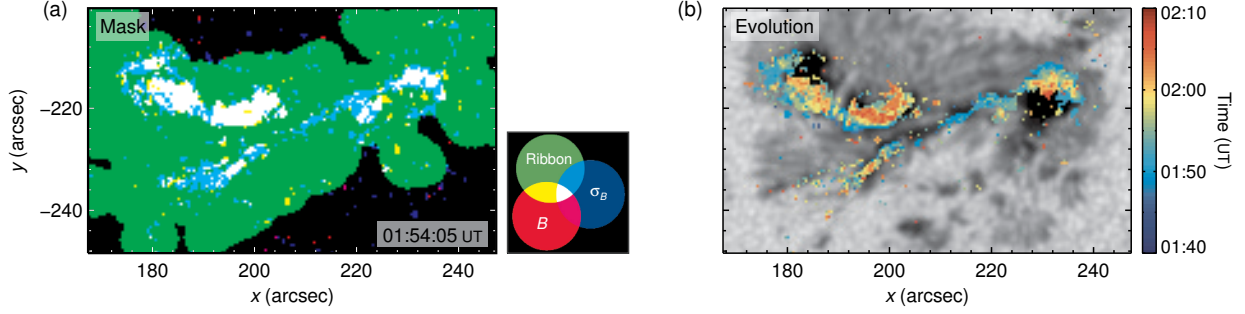 (a)
Mask
01:54:05 UT
−220
−240
y (arcsec)
180
200
220
240
x (arcsec)
Ribbon
σB
B
(b)
Evolution
180
200
220
240
x (arcsec)
02:10
02:00
01:50
01:40
Time (UT)